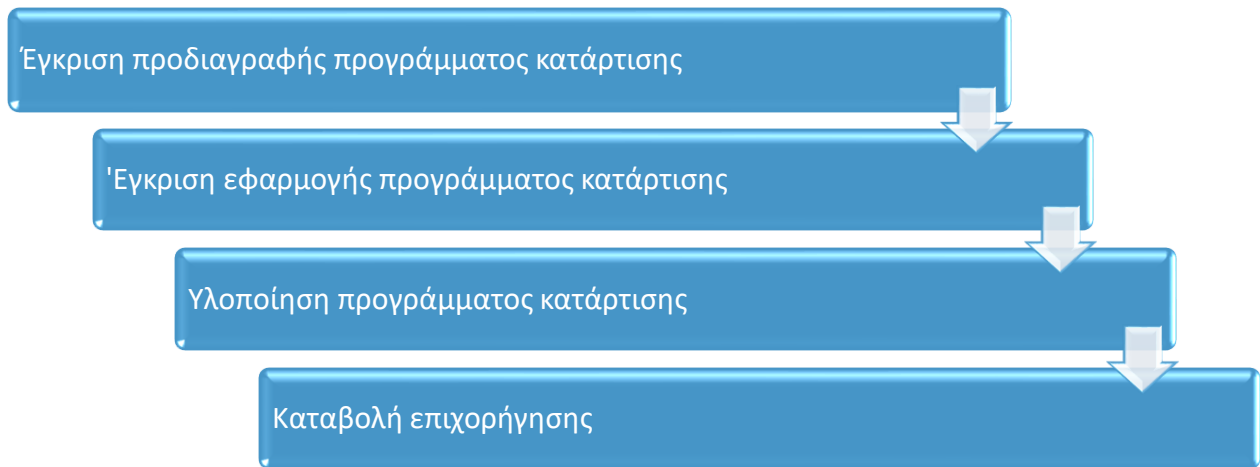 Έγκριση προδιαγραφής προγράμματος κατάρτισης
'Εγκριση εφαρμογής προγράμματος κατάρτισης
Υλοποίηση προγράμματος κατάρτισης
Καταβολή επιχορήγησης